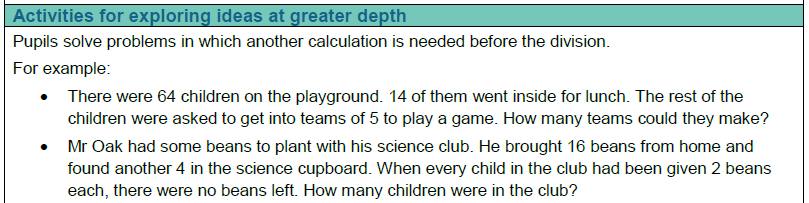 Activities for exploring ideas at greater depth
Pupils solve problems in which another calculation is needed before the division.
For example:
• There were 64 children on the playground. 14 of them went inside for lunch. The rest of the
children were asked to get into teams of 5 to play a game. How many teams could they make?
• Mr Oak had some beans to plant with his science club. He brought 16 beans from home and
found another 4 in the science cupboard. When every child in the club had been given 2 beans
each, there were no beans left. How many children were in the club?